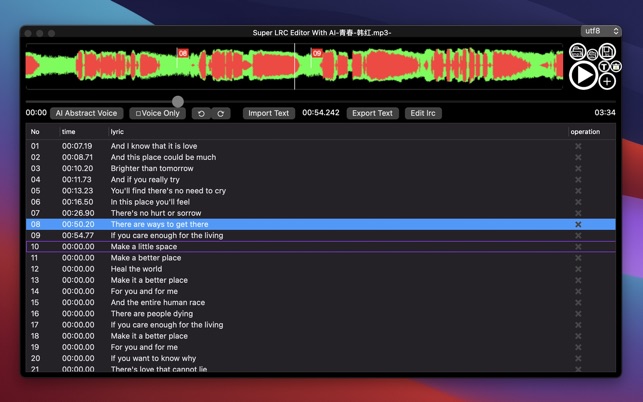 Super LRC Editor With AI-青春-韩红.mp3-
utf8
08
09
00:00 AI Abstract Voice Voice Only Import Text 00:54.242 Export Text Edit lrc 03:34
No time lyric operation
01 00:07.19 And I know that it is love
02 00:08.71 And this place could be much
03 00:10.20 Brighter than tomorrow
04 00:11.73 And if you really try
05 00:13.23 You'll find there's no need to cry
06 00:16.50 In this place you'll feel
07 00:26.90 There's no hurt or sorrow
08 00:50.20 There are ways to get there
09 00:54.77 If you care enough for the living
10 00:00.00 Make a little space
11 00:00.00 Make a better place
12 00:00.00 Heal the world
13 00:00.00 Make it a better place
14 00:00.00 For you and for me
15 00:00.00 And the entire human race
16 00:00.00 There are people dying
17 00:00.00 If you care enough for the living
18 00:00.00 Make it a better place
19 00:00.00 For you and for me
20 00:00.00 If you want to know why
21 00:00.00 There's love that cannot lie